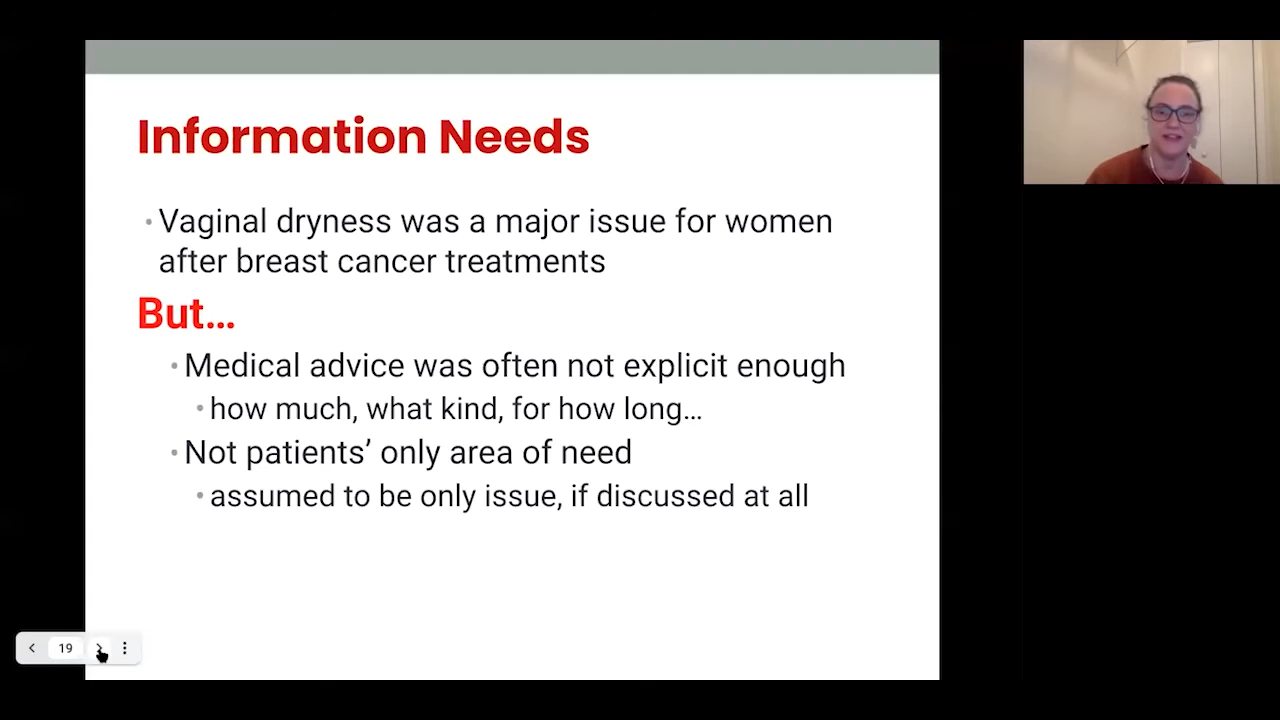 Information Needs
Vaginal dryness was a major issue for women
after breast cancer treatments
But...
Medical advice was often not explicit enough
how much, what kind, for how long...
Not patients’ only area of need
assumed to be only issue, if discussed at all
19